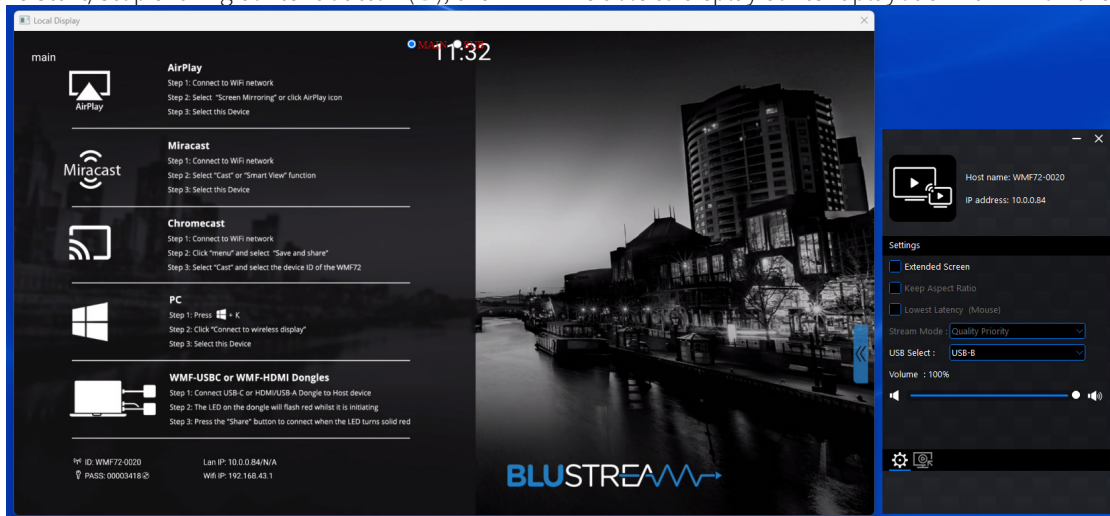 Local Display
main
MAIN
11:32
AirPlay
AirPlay
Step 1: Connect to WiFi network
Step 2: Select "Screen Mirroring" or click AirPlay icon
Step 3: Select this Device
Miracast
Miracast
Step 1: Connect to WiFi network
Step 2: Select "Cast" or "Smart View" function
Step 3: Select this Device
Chromecast
Step 1: Connect to WiFi network
Step 2: Click "menu" and select "Save and share"
Step 3: Select "Cast" and select the device ID of the WMF72
PC
Step 1: Press + K
Step 2: Click "Connect to wireless display"
Step 3: Select this Device
WMF-USBC or WMF-HDMI Dongles
Step 1: Connect USB-C or HDMI/USB-A Dongle to Host device
Step 2: The LED on the dongle will flash red whilst it is initiating
Step 3: Press the "Share" button to connect when the LED turns solid red
ID: WMF72-0020
Lan IP: 10.0.0.84/N/A
PASS: 00003418
Wifi IP: 192.168.43.1
BLUSTREAM
Host name: WMF72-0020
IP address: 10.0.0.84
Settings
Extended Screen
Keep Aspect Ratio
Lowest Latency (Mouse)
Stream Mode : Quality Priority
USB Select : USB-B
Volume : 100%